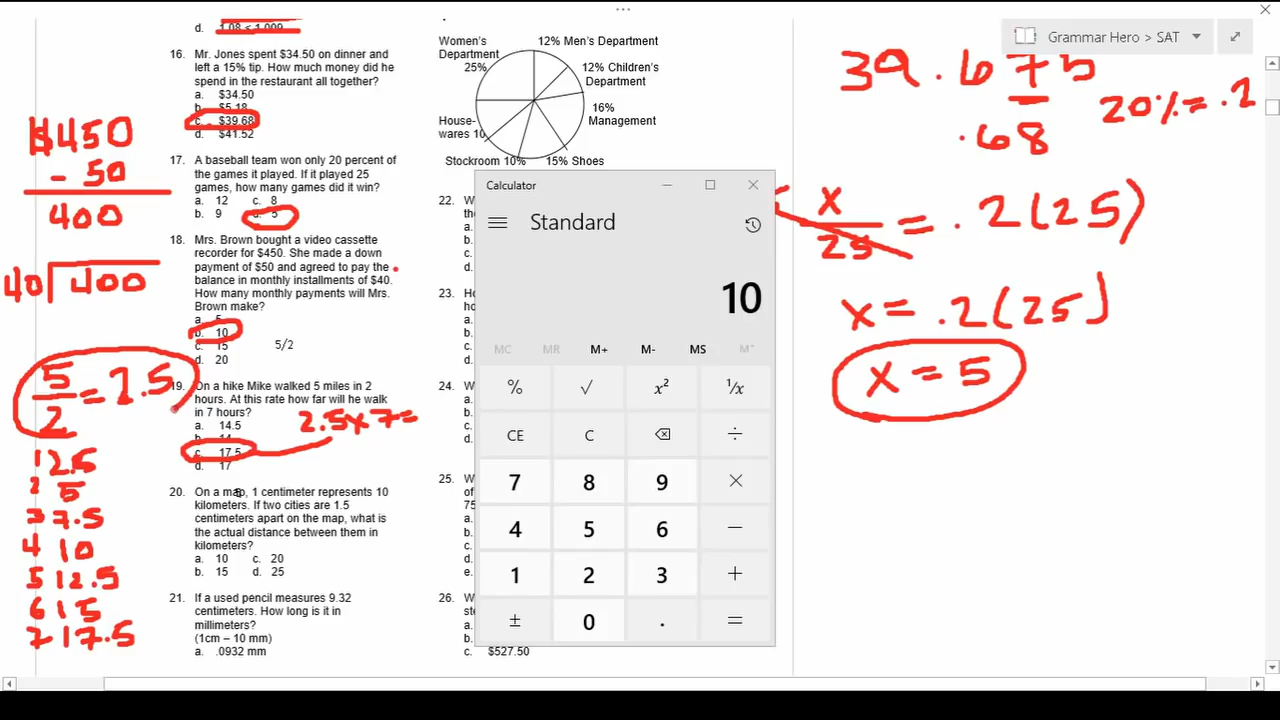 Grammar Hero > SAT
d. 1.08 < 1.009
16. Mr. Jones spent $34.50 on dinner and
left a 15% tip. How much money did he
spend in the restaurant all together?
a. $34.50
b. $5.18
c. $39.68
d. $41.52
17. A baseball team won only 20 percent of
the games it played. If it played 25
games, how many games did it win?
a. 12 c. 8
b. 9 d. 5
18. Mrs. Brown bought a video cassette
recorder for $450. She made a down
payment of $50 and agreed to pay the
balance in monthly installments of $40.
How many monthly payments will Mrs.
Brown make?
a. 5
b. 10
c. 15 5/2
d. 20
19. On a hike Mike walked 5 miles in 2
hours. At this rate how far will he walk
in 7 hours?
a. 14.5
b. 14
c. 17.5
d. 17
20. On a map, 1 centimeter represents 10
kilometers. If two cities are 1.5
centimeters apart on the map, what is
the actual distance between them in
kilometers?
a. 10 c. 20
b. 15 d. 25
21. If a used pencil measures 9.32
centimeters. How long is it in
millimeters?
(1cm – 10 mm)
a. .0932 mm
$450
- 50
400
40 400
5
2
= 2.5
1 2.5
2 5
3 7.5
4 10
5 12.5
6 15
7 17.5
2.5 x 7 =
Women's
Department
25%
12% Men's Department
12% Children's
Department
16%
Management
House-
wares 10
Stockroom 10% 15% Shoes
22. W
the
a.
b.
c.
d.
23. Ho
ho
a.
b.
c.
d.
24. W
a.
b.
c.
d.
25. W
of
75
a.
b.
c.
d.
e.
26. W
ste
a.
b.
c. $527.50
Calculator
Standard
10
MC MR M+ M- MS M˅
% √ x² ¹/x
CE C ÷
7 8 9 ×
4 5 6 −
1 2 3 +
± 0 . =
39.675
.68
20% = .2
x
25
= .2(25)
x = .2(25)
x = 5